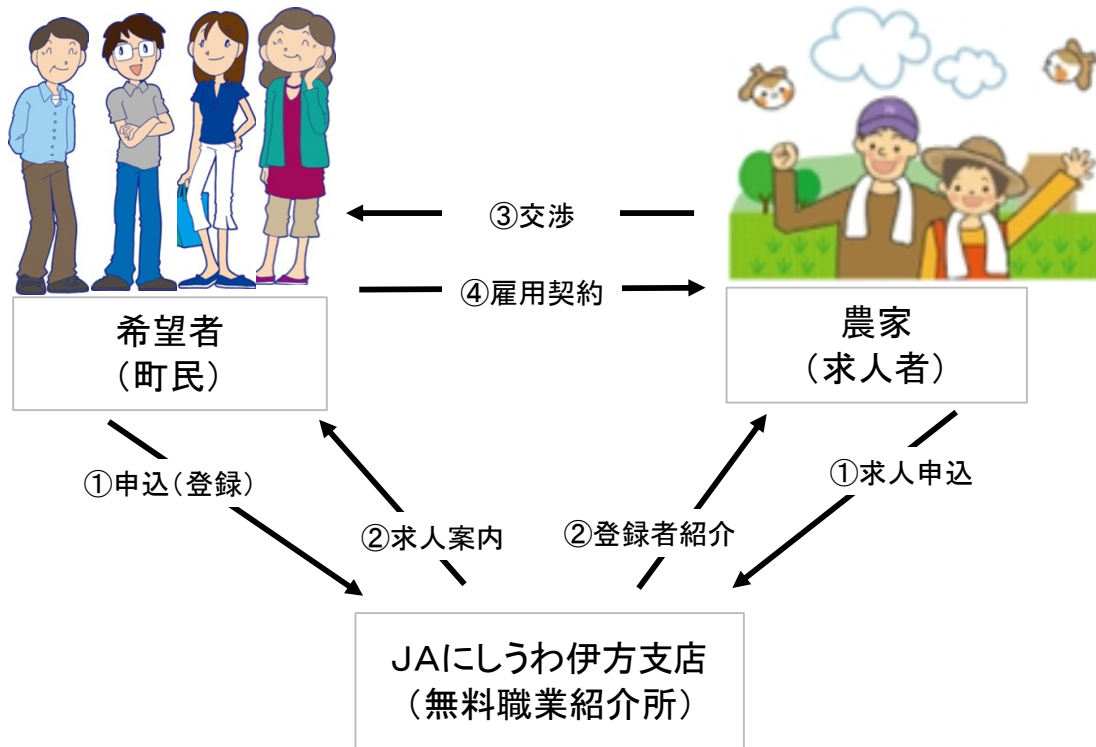 ③交渉
④雇用契約
希望者
（町民）
農家
（求人者）
①申込（登録）
①求人申込
②求人案内
②登録者紹介
ＪＡにしうわ伊方支店
（無料職業紹介所）